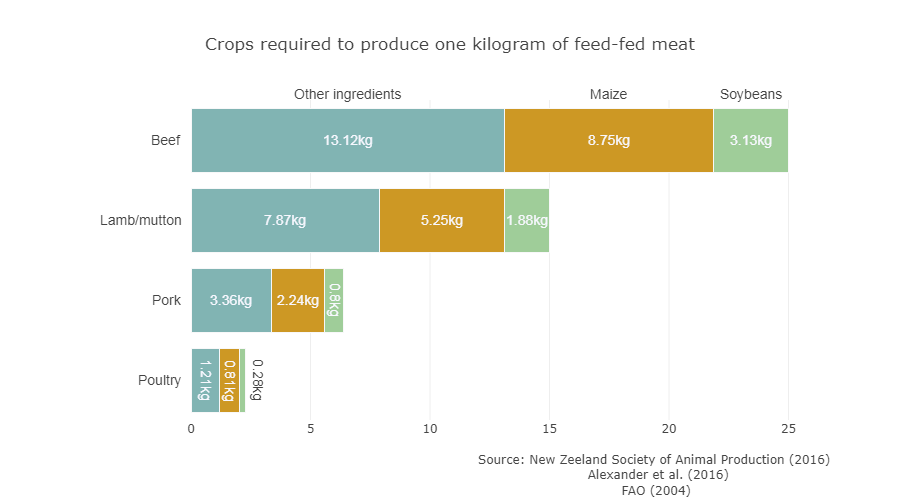 Crops required to produce one kilogram of feed-fed meat
Other ingredients Maize Soybeans
Beef 13.12kg 8.75kg 3.13kg
Lamb/mutton 7.87kg 5.25kg 1.88kg
Pork 3.36kg 2.24kg 0.8kg
Poultry 1.21kg 0.81kg 0.28kg
0 5 10 15 20 25
Source: New Zeeland Society of Animal Production (2016)
Alexander et al. (2016)
FAO (2004)